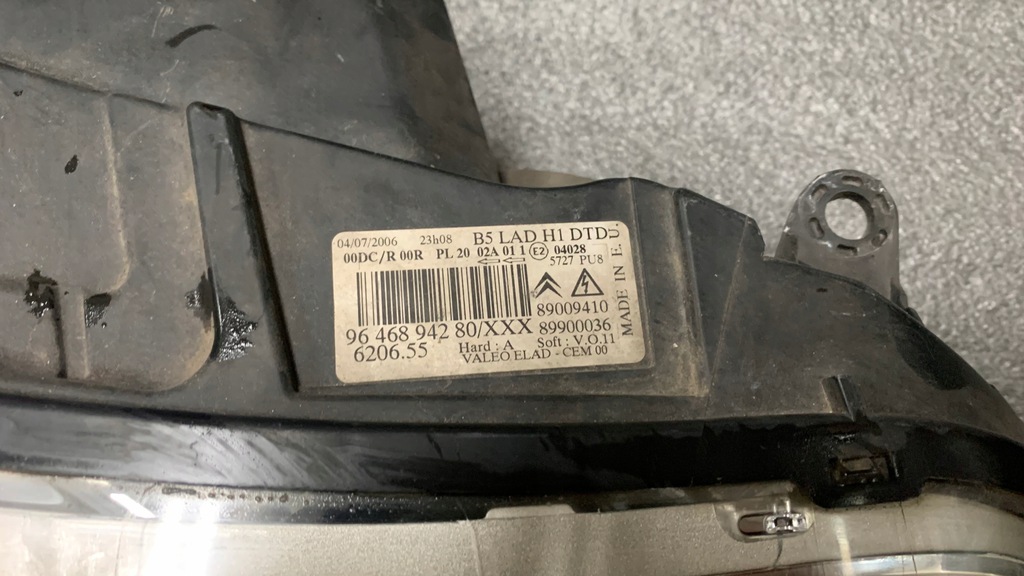 04/07/2006 23h08 B5 LAD H1 DTD
00DC/R 00R PL 20 02A 01 1 E2 04028
5727 PU8
89009410
96 468 942 80/XXX 89900036
6206.55 Hard : A Soft : V.O.11
VALEO ELAD - CEM 00
MADE IN E.U